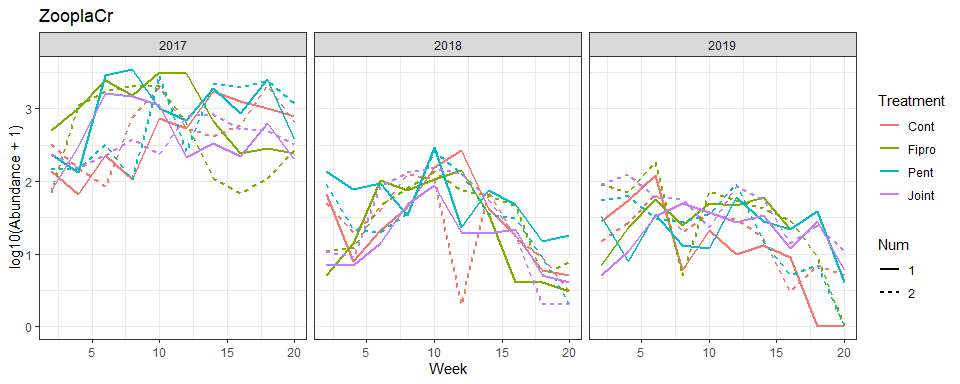 ZooplaCr
2017 2018 2019
log10(Abundance + 1)
3
2
1
0
5 10 15 20 5 10 15 20 5 10 15 20
Week
Treatment
Cont
Fipro
Pent
Joint
Num
1
2